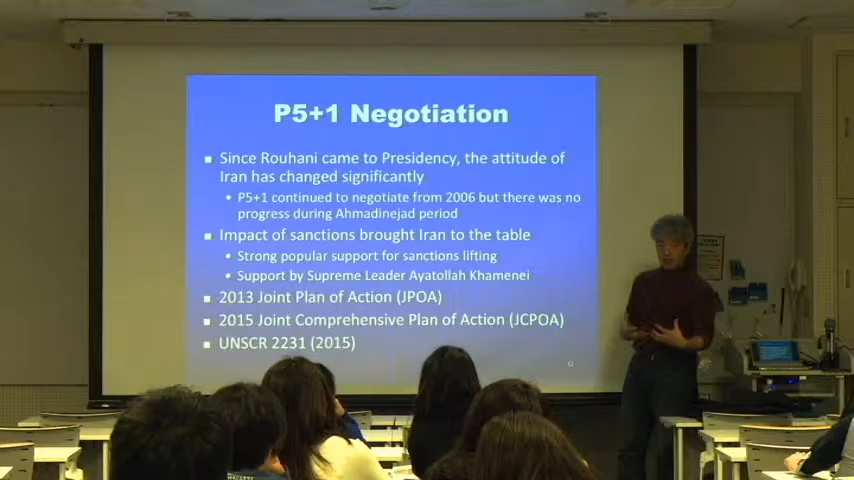 P5+1 Negotiation
Since Rouhani came to Presidency, the attitude of
Iran has changed significantly
P5+1 continued to negotiate from 2006 but there was no
progress during Ahmadinejad period
Impact of sanctions brought Iran to the table
Strong popular support for sanctions lifting
Support by Supreme Leader Ayatollah Khamenei
2013 Joint Plan of Action (JPOA)
2015 Joint Comprehensive Plan of Action (JCPOA)
UNSCR 2231 (2015)